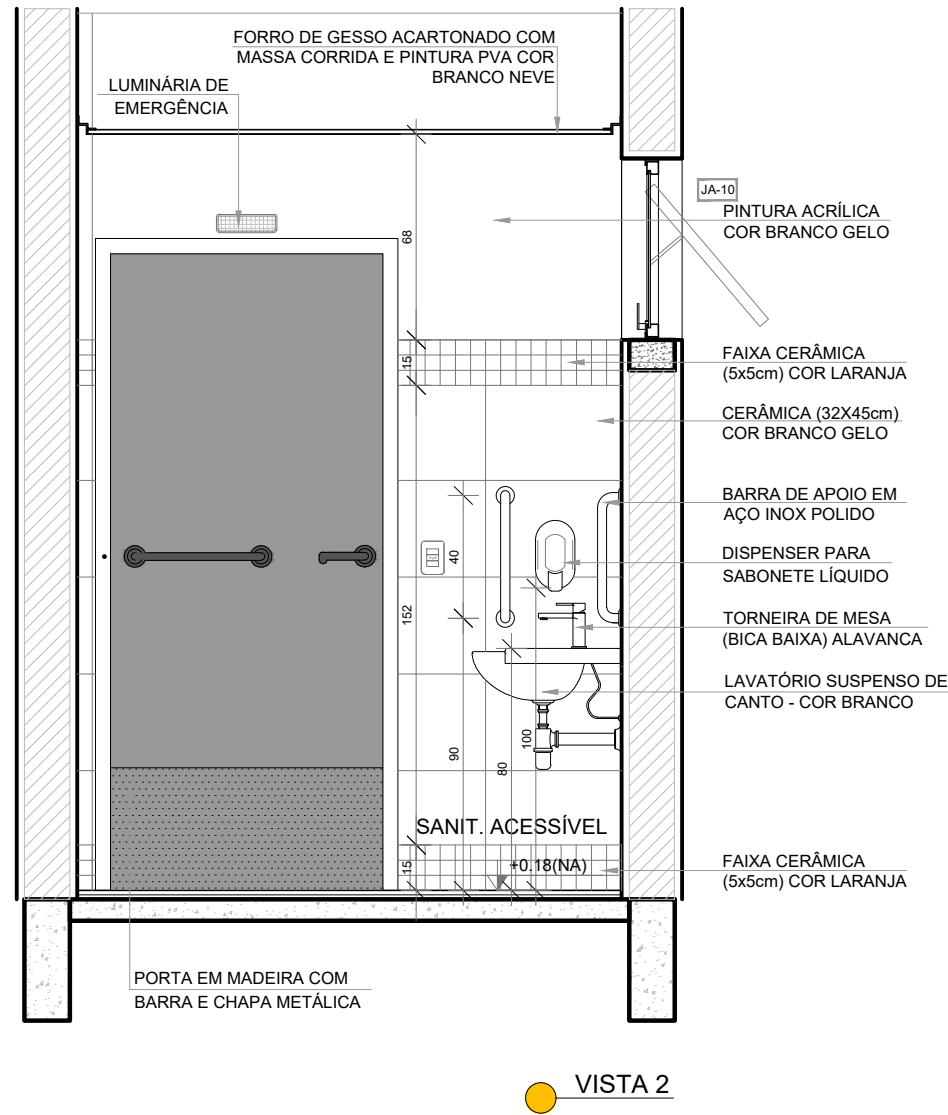 FORRO DE GESSO ACARTONADO COM
MASSA CORRIDA E PINTURA PVA COR
BRANCO NEVE
LUMINÁRIA DE
EMERGÊNCIA
JA-10
PINTURA ACRÍLICA
COR BRANCO GELO
68
15
FAIXA CERÂMICA
(5x5cm) COR LARANJA
CERÂMICA (32X45cm)
COR BRANCO GELO
BARRA DE APOIO EM
AÇO INOX POLIDO
40
DISPENSER PARA
SABONETE LÍQUIDO
152
TORNEIRA DE MESA
(BICA BAIXA) ALAVANCA
LAVATÓRIO SUSPENSO DE
CANTO - COR BRANCO
90
80
100
SANIT. ACESSÍVEL
15
+0.18(NA)
FAIXA CERÂMICA
(5x5cm) COR LARANJA
PORTA EM MADEIRA COM
BARRA E CHAPA METÁLICA
VISTA 2